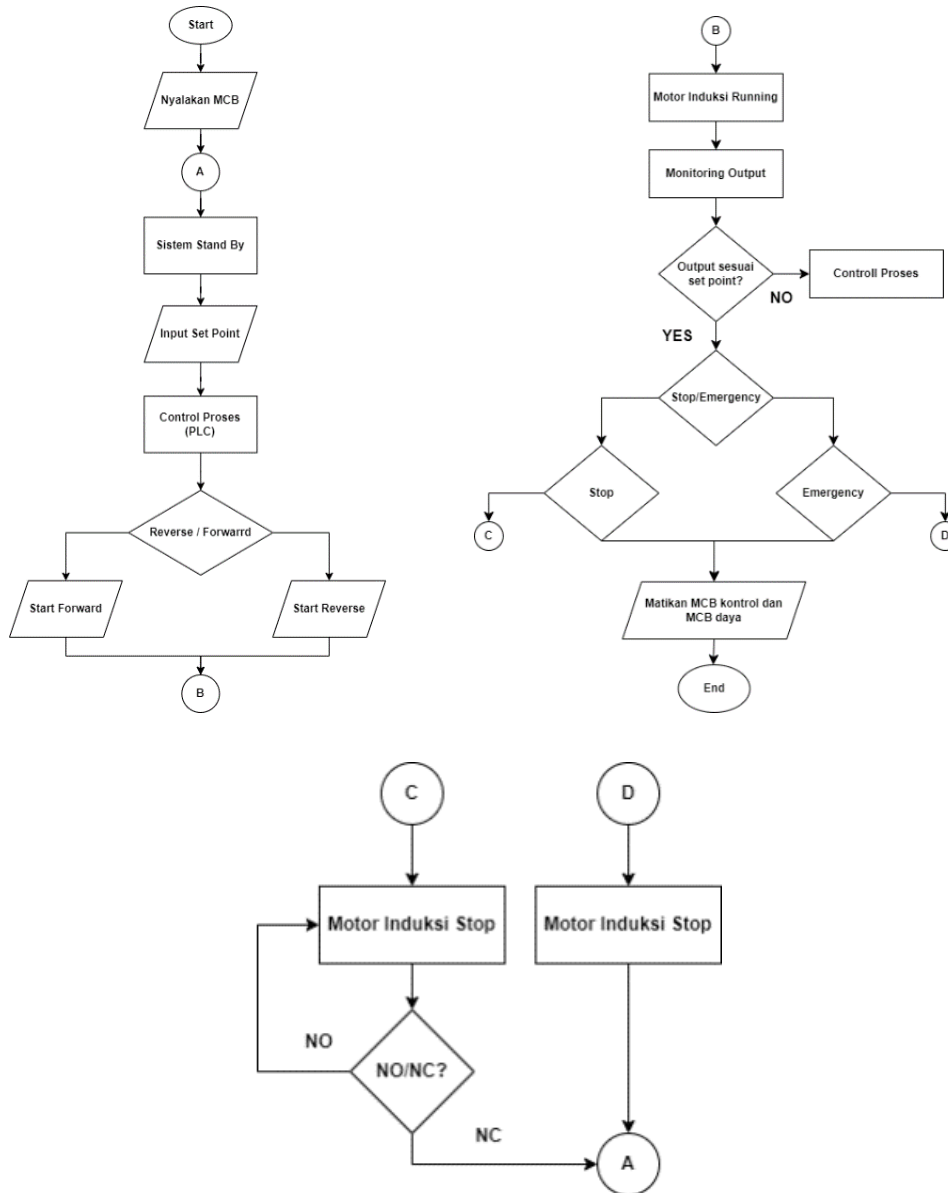 Start
Nyalakan MCB
A
Sistem Stand By
Input Set Point
Control Proses
(PLC)
Reverse / Forwarrd
Start Forward
Start Reverse
B
B
Motor Induksi Running
Monitoring Output
Output sesuai
set point?
NO
Controll Proses
YES
Stop/Emergency
Stop
Emergency
C
D
Matikan MCB kontrol dan
MCB daya
End
C
D
Motor Induksi Stop
Motor Induksi Stop
NO
NO/NC?
NC
A